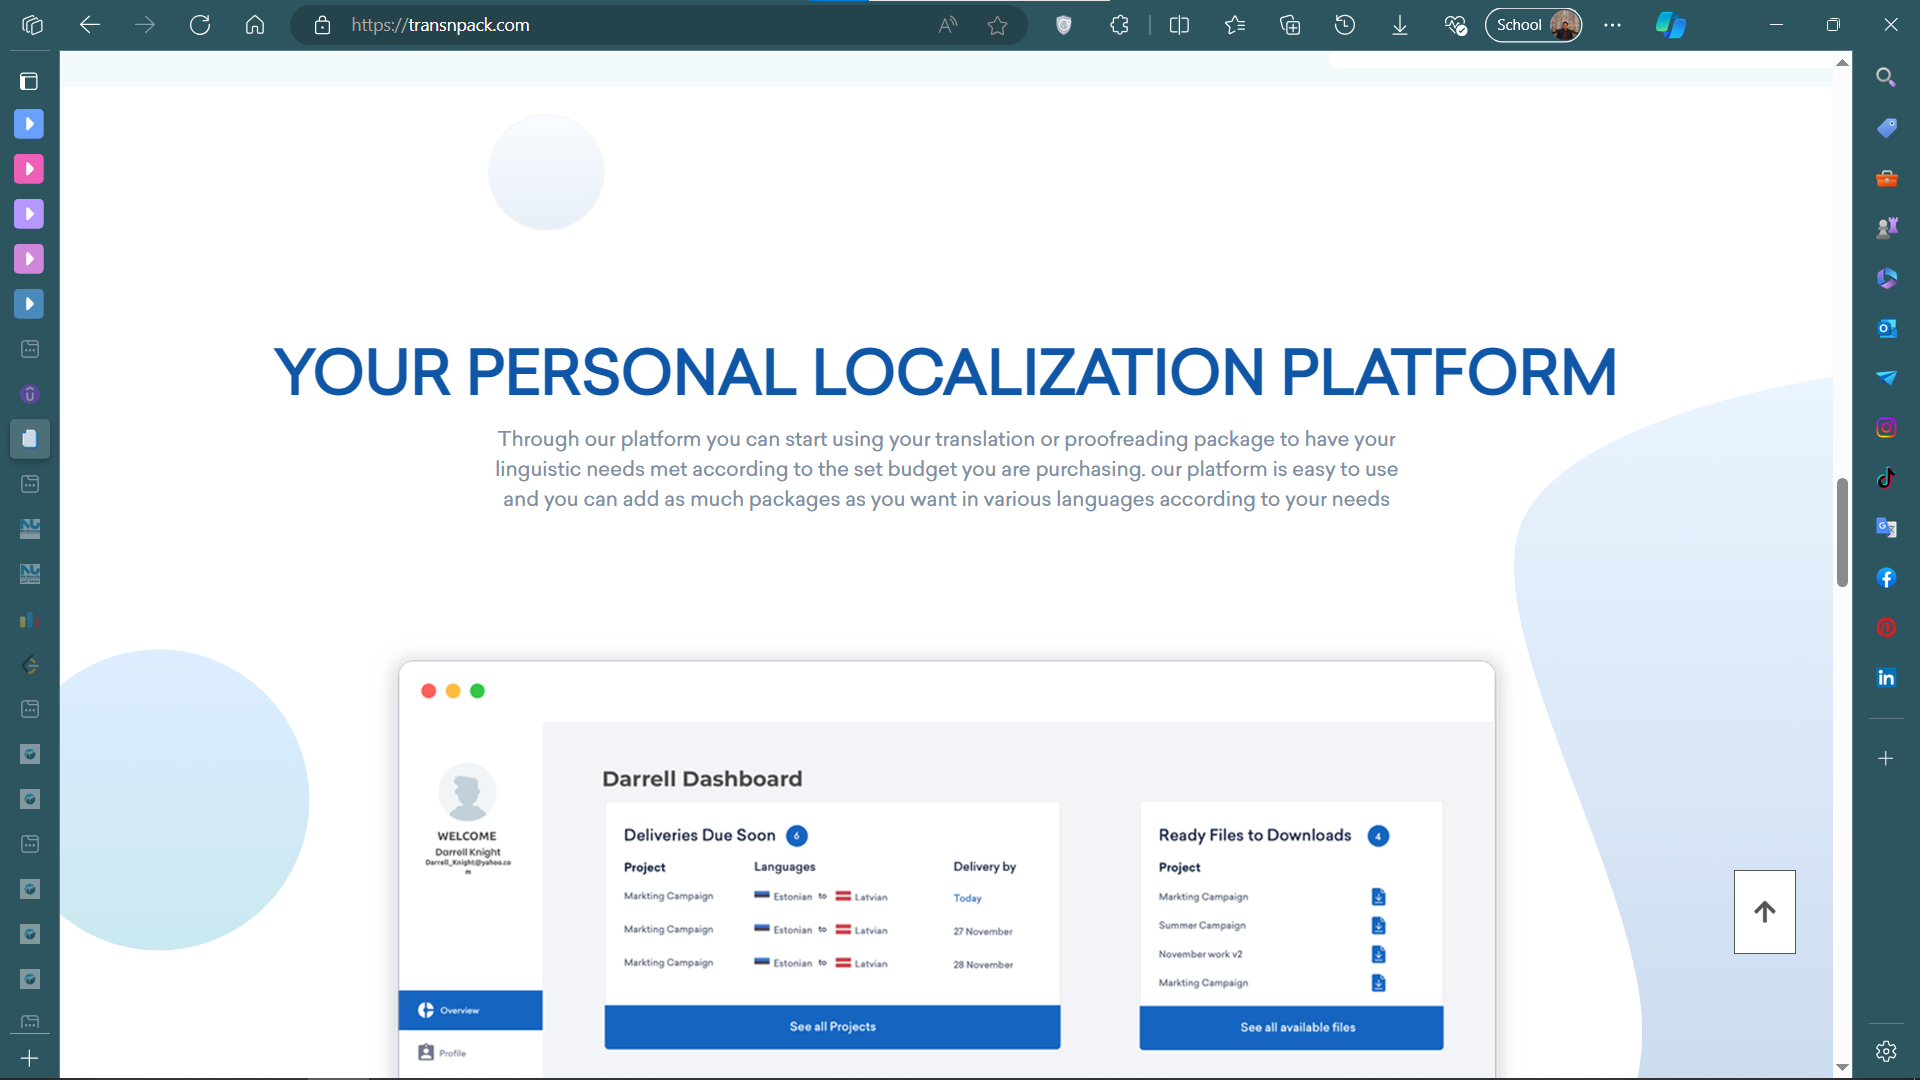 https://transnpack.com
School
YOUR PERSONAL LOCALIZATION PLATFORM
Through our platform you can start using your translation or proofreading package to have your
linguistic needs met according to the set budget you are purchasing. our platform is easy to use
and you can add as much packages as you want in various languages according to your needs
WELCOME
Darrell Knight
Darrell_Knight@yahoo.co
m
Overview
Profile
Darrell Dashboard
Deliveries Due Soon 6
Project Languages Delivery by
Markting Campaign Estonian to Latvian Today
Markting Campaign Estonian to Latvian 27 November
Markting Campaign Estonian to Latvian 28 November
See all Projects
Ready Files to Downloads 4
Project
Markting Campaign
Summer Campaign
November work v2
Markting Campaign
See all available files